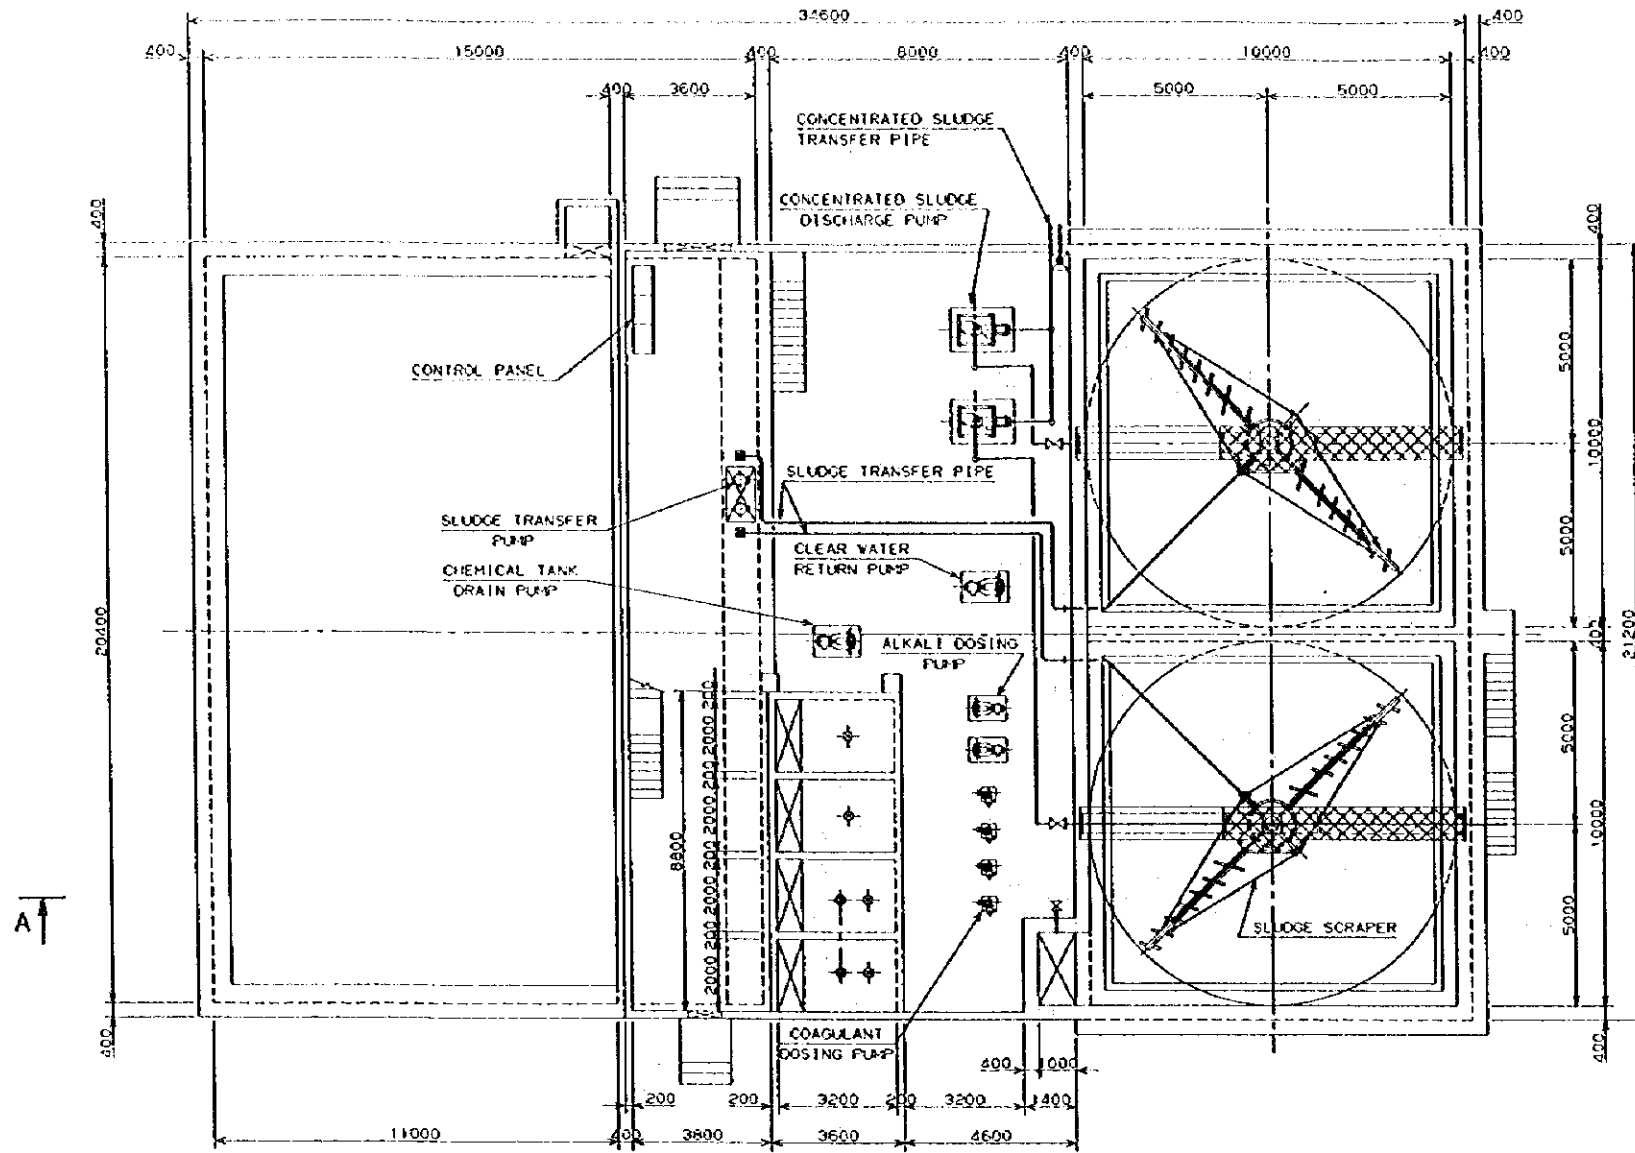 34600
400
400
15000
400
8000
400
10000
400
400
3600
5000
5000
CONCENTRATED SLUDGE
TRANSFER PIPE
CONCENTRATED SLUDGE
DISCHARGE PUMP
400
400
CONTROL PANEL
5000
10000
SLUDGE TRANSFER PIPE
SLUDGE TRANSFER
PUMP
CLEAR WATER
RETURN PUMP
5000
CHEMICAL TANK
DRAIN PUMP
20400
ALKALI DOSING
PUMP
400
21200
2000 200 2000 200 2000 200 2000 200
8800
5000
10000
A
SLUDGE SCRAPER
5000
400
COAGULANT
DOSING PUMP
400
400
1000
200
200
3200
200
3200
1400
11000
400
3800
3600
4600